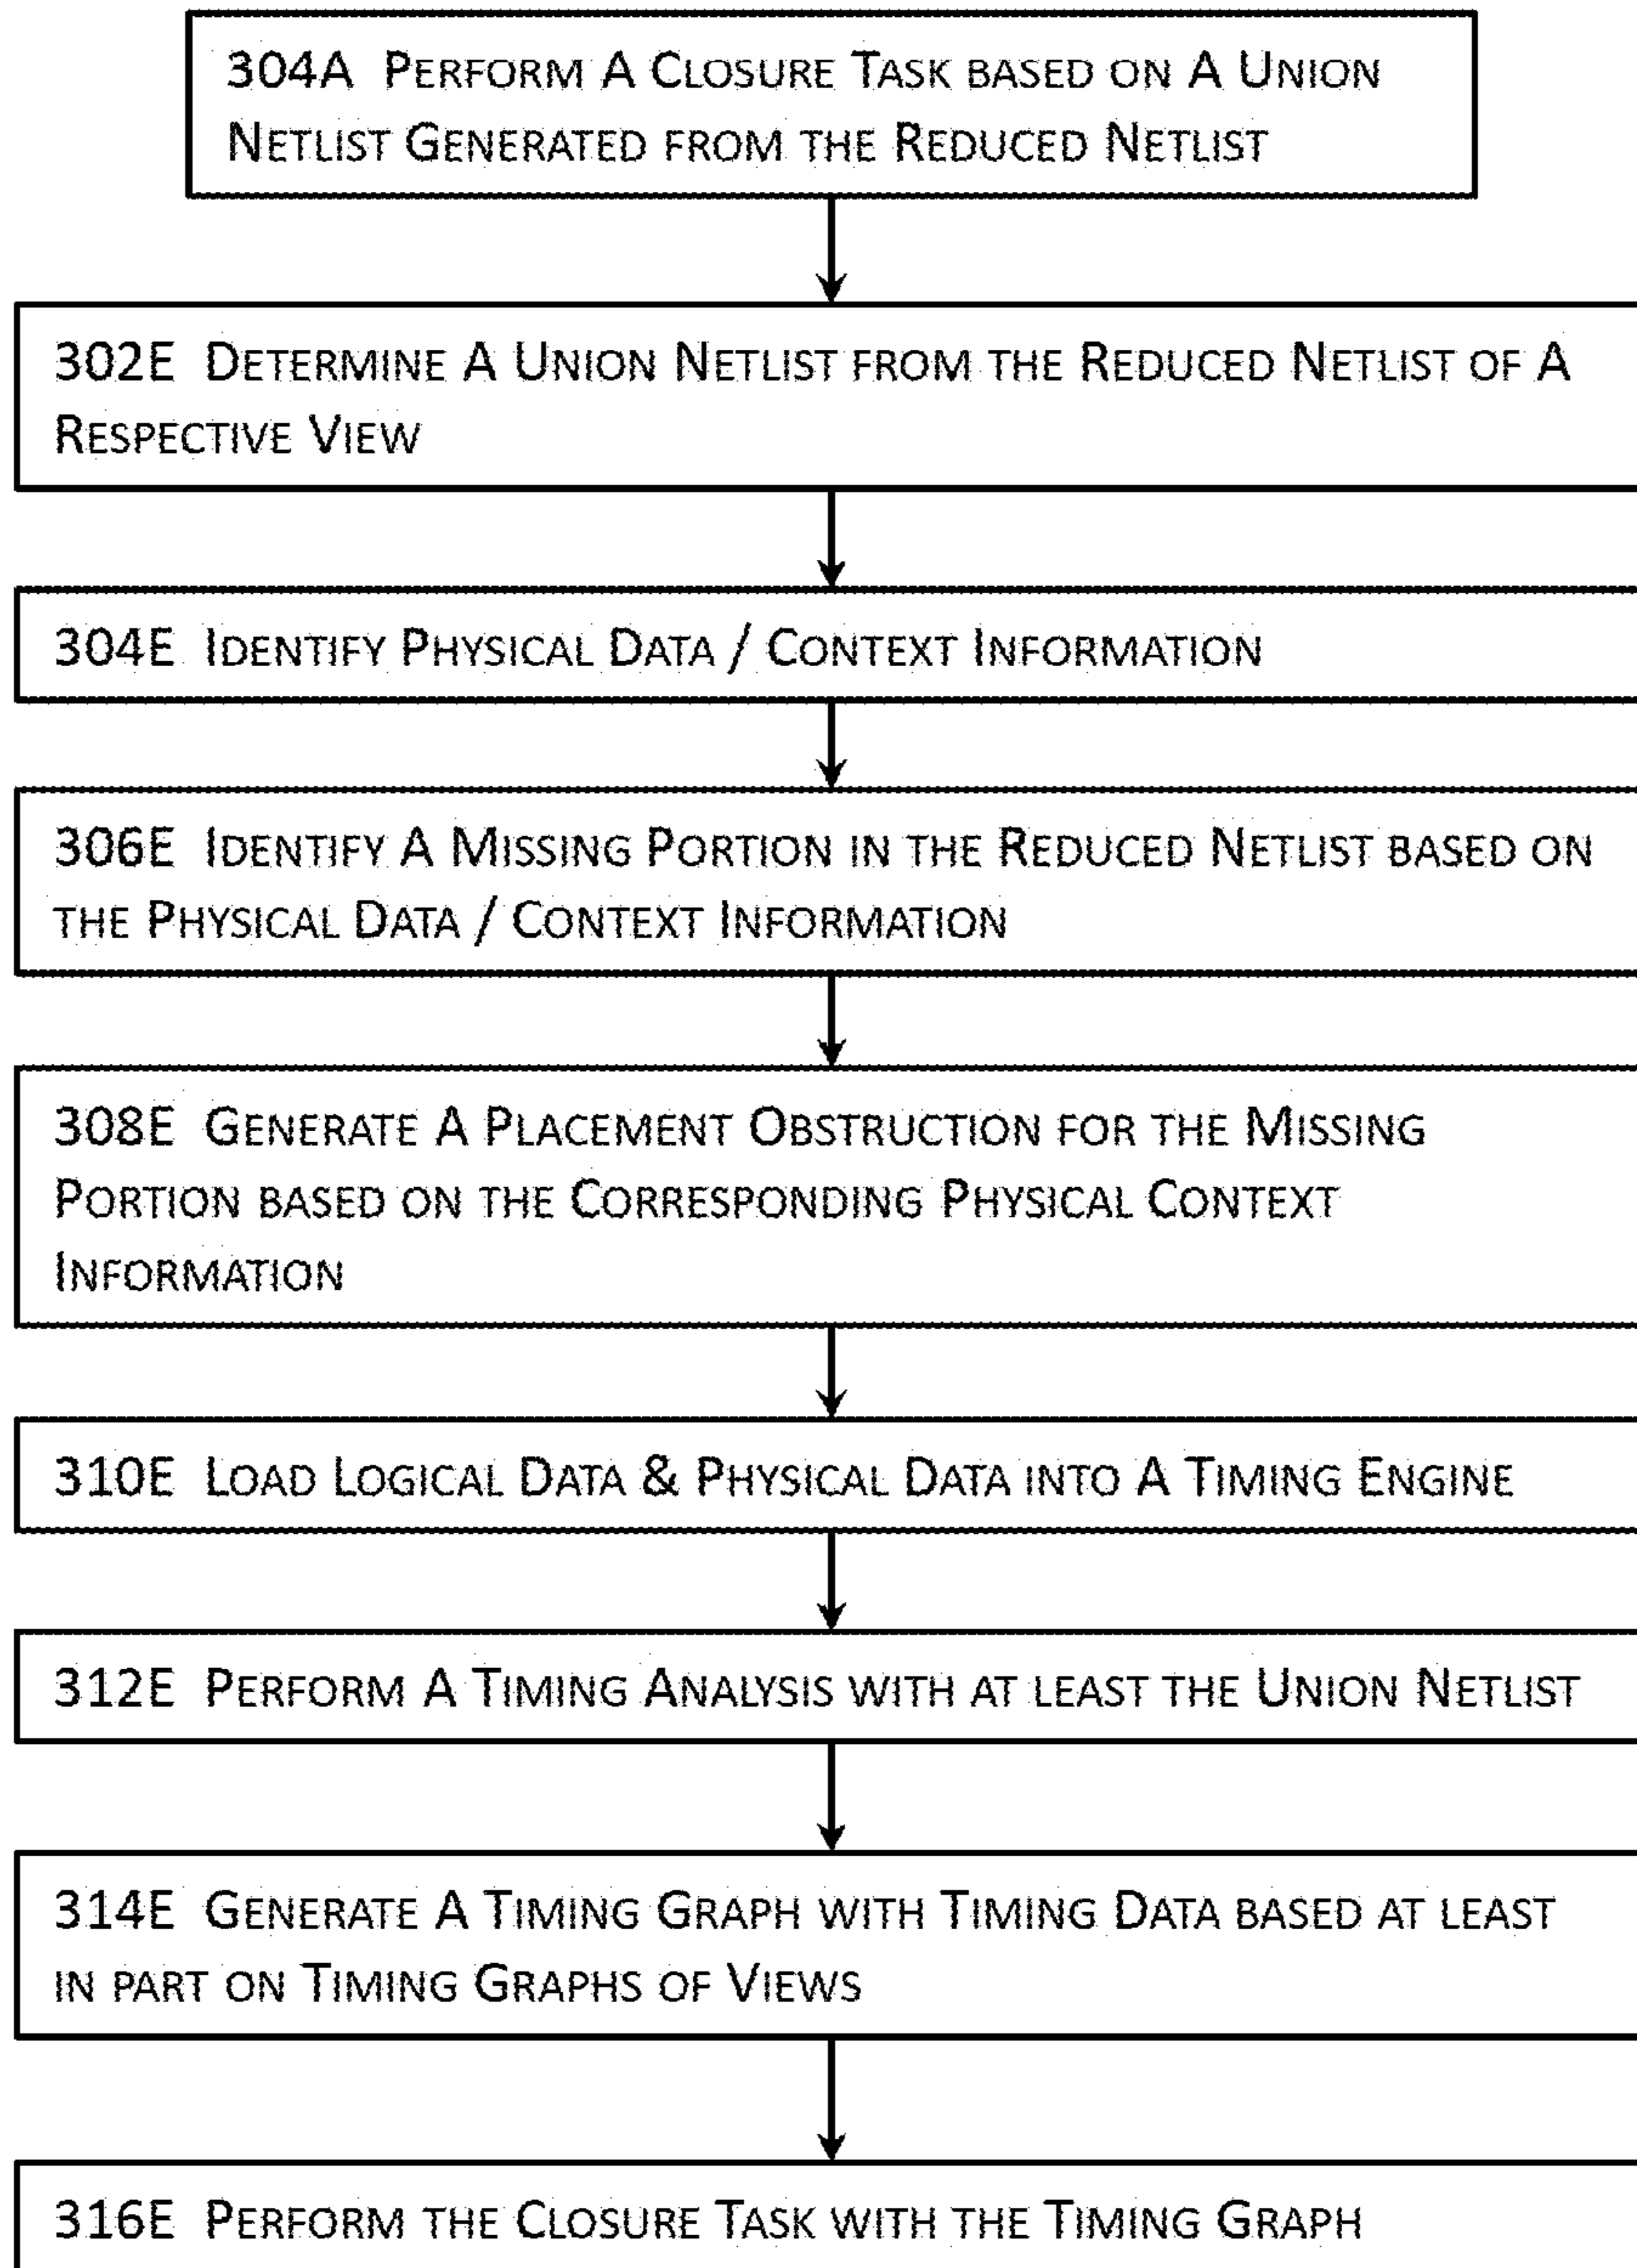 304A PERFORM A CLOSURE TASK BASED ON A UNION
NETLIST GENERATED FROM THE REDUCED NETLIST
302E DETERMINE A UNION NETLIST FROM THE REDUCED NETLIST OF A
RESPECTIVE VIEW
304E IDENTIFY PHYSICAL DATA / CONTEXT INFORMATION
306E IDENTIFY A MISSING PORTION IN THE REDUCED NETLIST BASED ON
THE PHYSICAL DATA / CONTEXT INFORMATION
308E GENERATE A PLACEMENT OBSTRUCTION FOR THE MISSING
PORTION BASED ON THE CORRESPONDING PHYSICAL CONTEXT
INFORMATION
310E LOAD LOGICAL DATA & PHYSICAL DATA INTO A TIMING ENGINE
312E PERFORM A TIMING ANALYSIS WITH AT LEAST THE UNION NETLIST
314E GENERATE A TIMING GRAPH WITH TIMING DATA BASED AT LEAST
IN PART ON TIMING GRAPHS OF VIEWS
316E PERFORM THE CLOSURE TASK WITH THE TIMING GRAPH